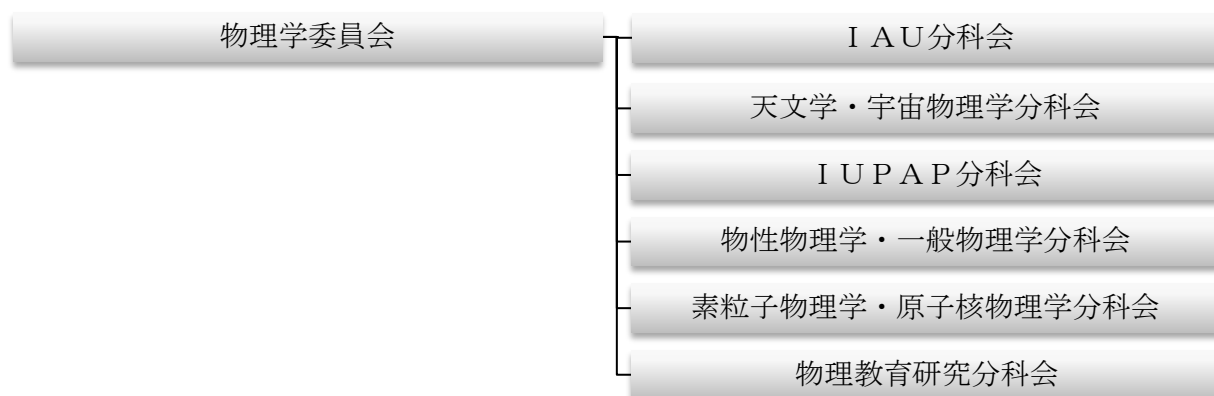 物理学委員会
ＩＡＵ分科会
天文学・宇宙物理学分科会
ＩＵＰＡＰ分科会
物性物理学・一般物理学分科会
素粒子物理学・原子核物理学分科会
物理教育研究分科会